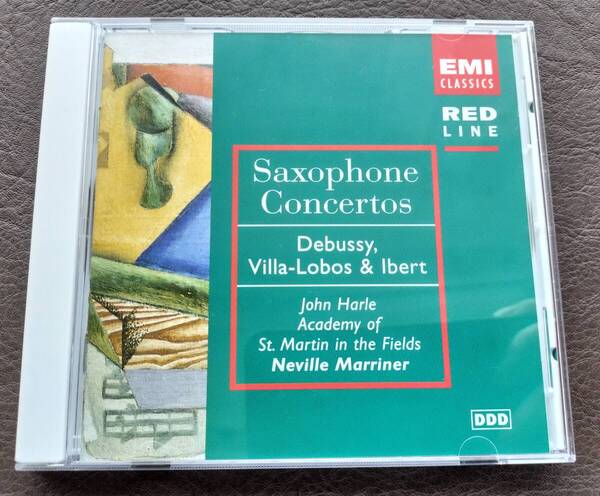 EMI
CLASSICS
RED
LINE
Saxophone
Concertos
Debussy,
Villa-Lobos & Ibert
John Harle
Academy of
St. Martin in the Fields
Neville Marriner
DDD